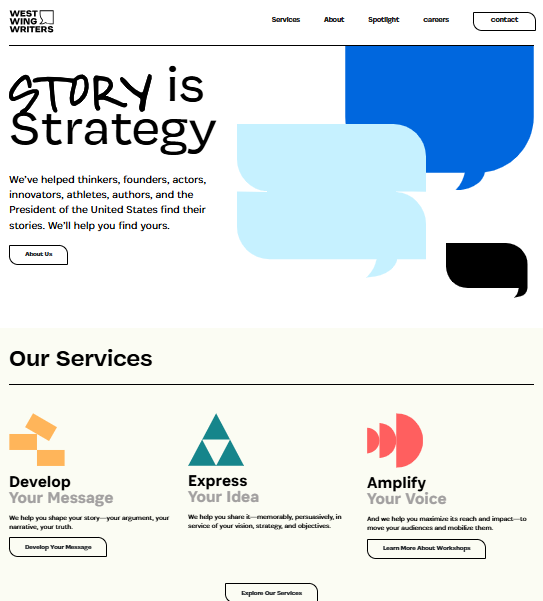 WEST
WING
WRITERS
Services About Spotlight careers contact
STORY is
Strategy
We've helped thinkers, founders, actors,
innovators, athletes, authors, and the
President of the United States find their
stories. We'll help you find yours.
About Us
Our Services
Develop
Your Message
We help you shape your story—your argument, your
narrative, your truth.
Develop Your Message
Express
Your Idea
We help you share it—memorably, persuasively, in
service of your vision, strategy, and objectives.
Amplify
Your Voice
And we help you maximize its reach and impact—to
move your audiences and mobilize them.
Learn More About Workshops
Explore Our Services